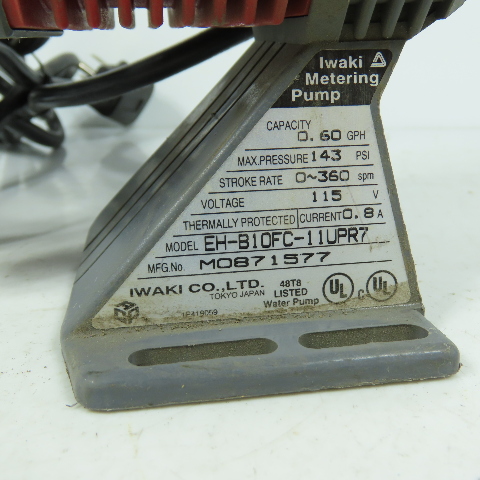 Iwaki
Metering
Pump
CAPACITY 0.60 GPH
MAX.PRESSURE 143 PSI
STROKE RATE 0~360 spm
VOLTAGE 115 V
THERMALLY PROTECTED CURRENT 0.8 A
MODEL EH-B10FC-11UPR7
MFG.No. M0871577
IWAKI CO.,LTD.
TOKYO JAPAN
48T8
LISTED
Water Pump
UL
c UL